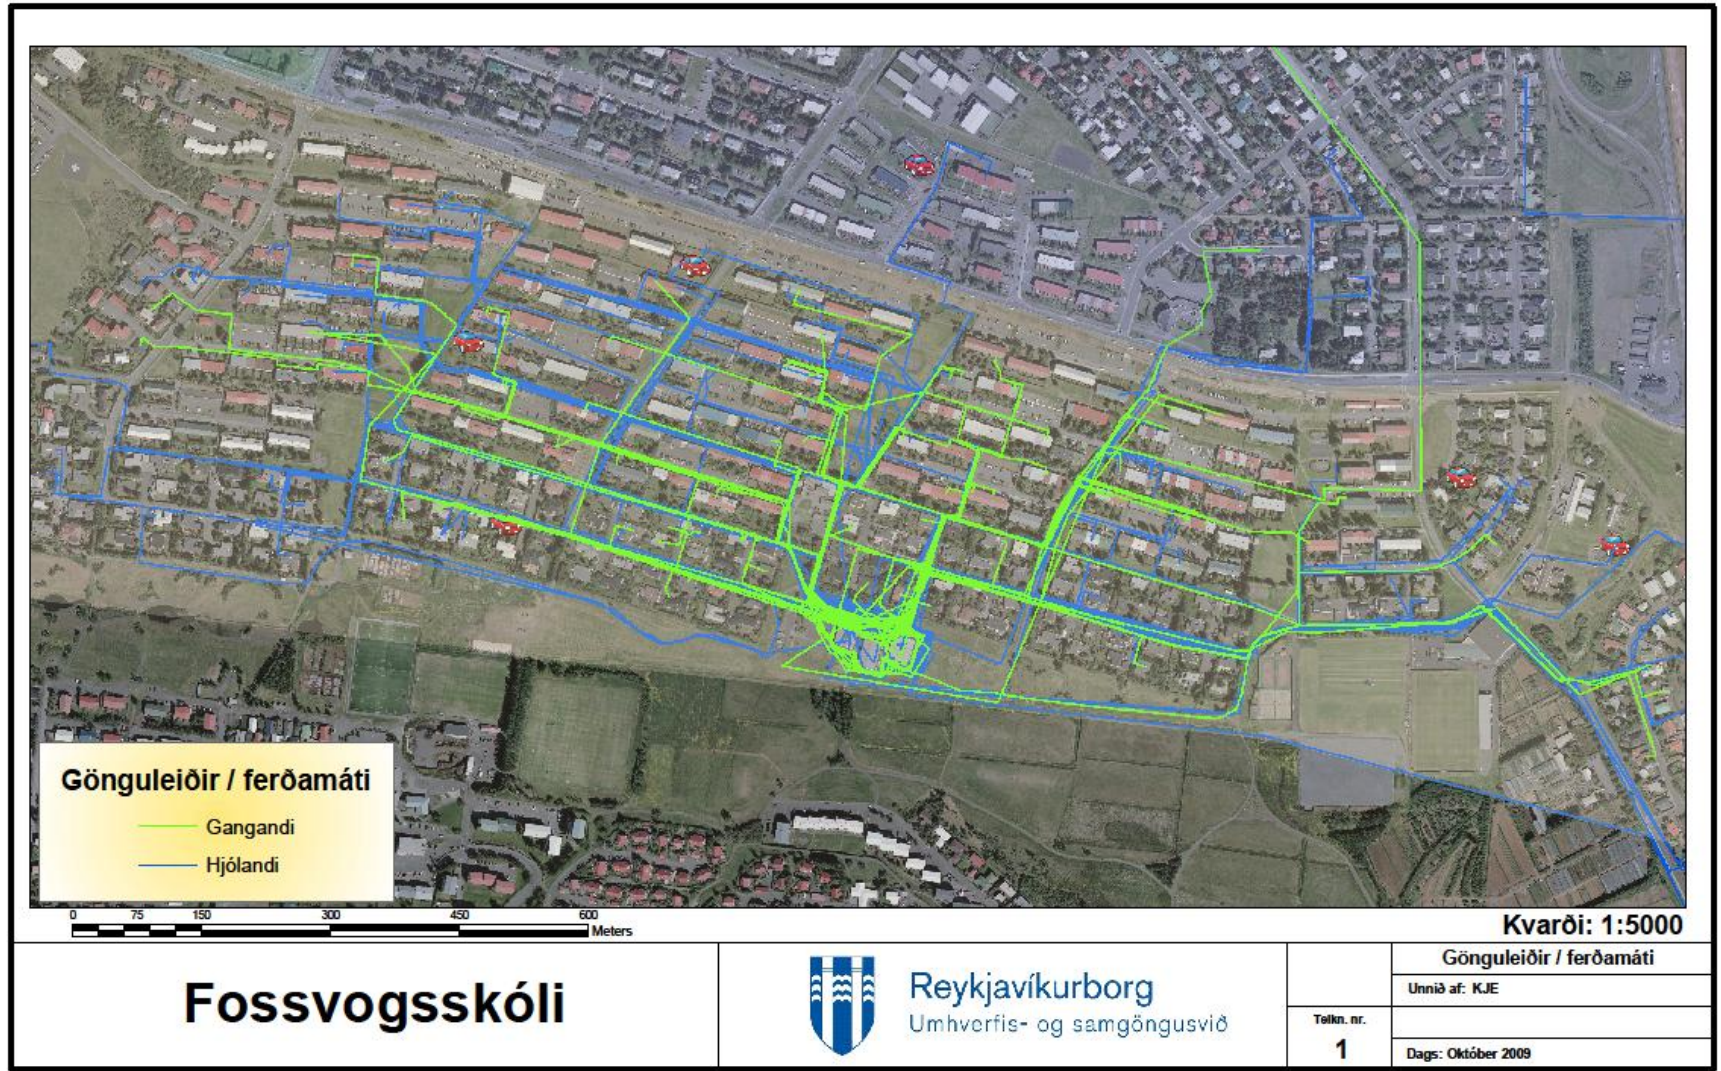 Gönguleiðir / ferðamáti
Gangandi
Hjólandi
0 75 150 300 450 600
Meters
Kvarði: 1:5000
Fossvogsskóli
Reykjavíkurborg
Umhverfis- og samgöngusvið
Teikn. nr.
1
Gönguleiðir / ferðamáti
Unnið af: KJE
Dags: Október 2009